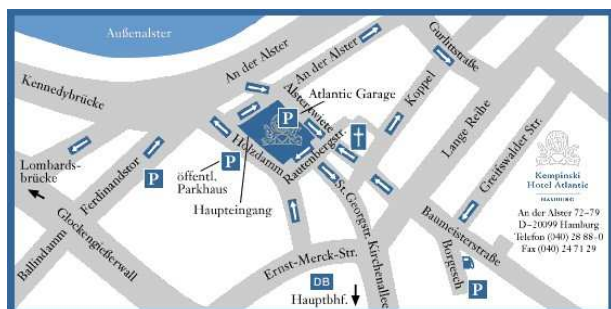 Außenalster
Kennedybrücke
An der Alster
An der Alster
Gurlittstraße
Atlantic Garage
Alstertwiete
Koppel
Lange Reihe
Greifswalder Str.
P
Holzdamm
Rautenbergstr.
Lombards-
brücke
Ferdinandstor
P
öffentl.
Parkhaus
P
Haupteingang
Glockengießerwall
Ballindamm
St. Georgstr.
Kirchenallee
Ernst-Merck-Str.
DB
Hauptbhf.
Baumeisterstraße
Borgesch
P
Kempinski
Hotel Atlantic
HAMBURG
An der Alster 72–79
D–20099 Hamburg
Telefon (040) 28 88-0
Fax (040) 24 71 29